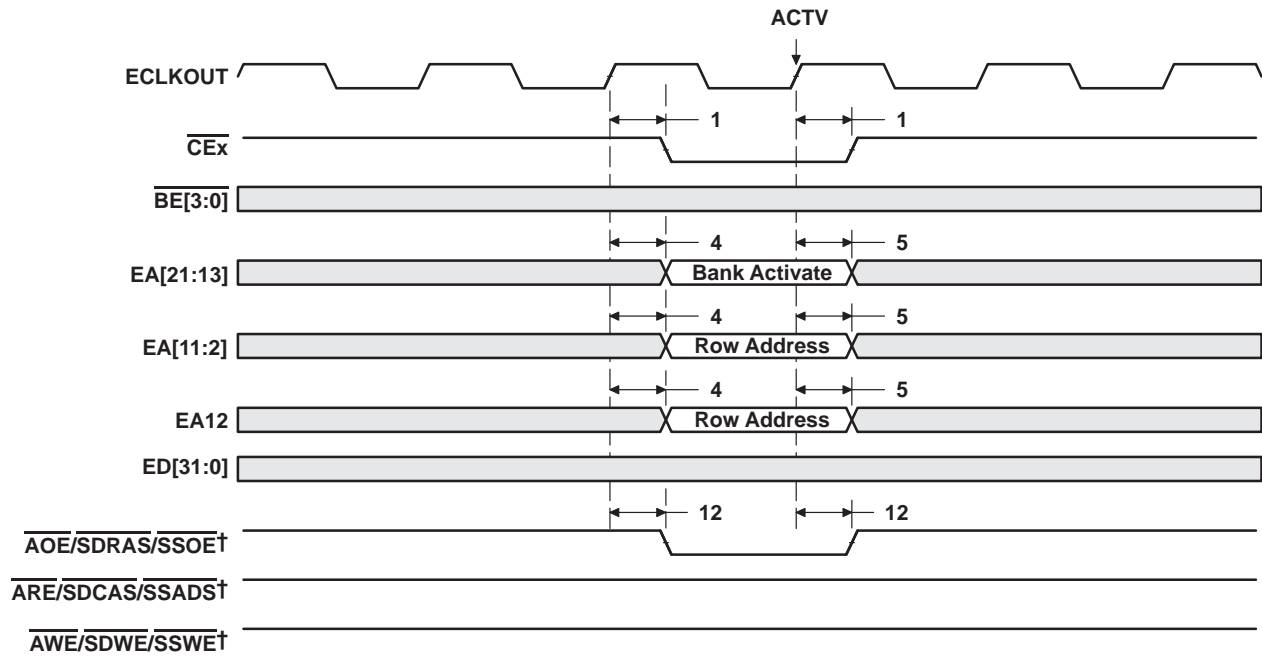 ACTV
ECLKOUT
1 1
CEx
BE[3:0]
4 5
EA[21:13] Bank Activate
4 5
EA[11:2] Row Address
4 5
EA12 Row Address
ED[31:0]
12 12
AOE/SDRAS/SSOE†
ARE/SDCAS/SSADS†
AWE/SDWE/SSWE†